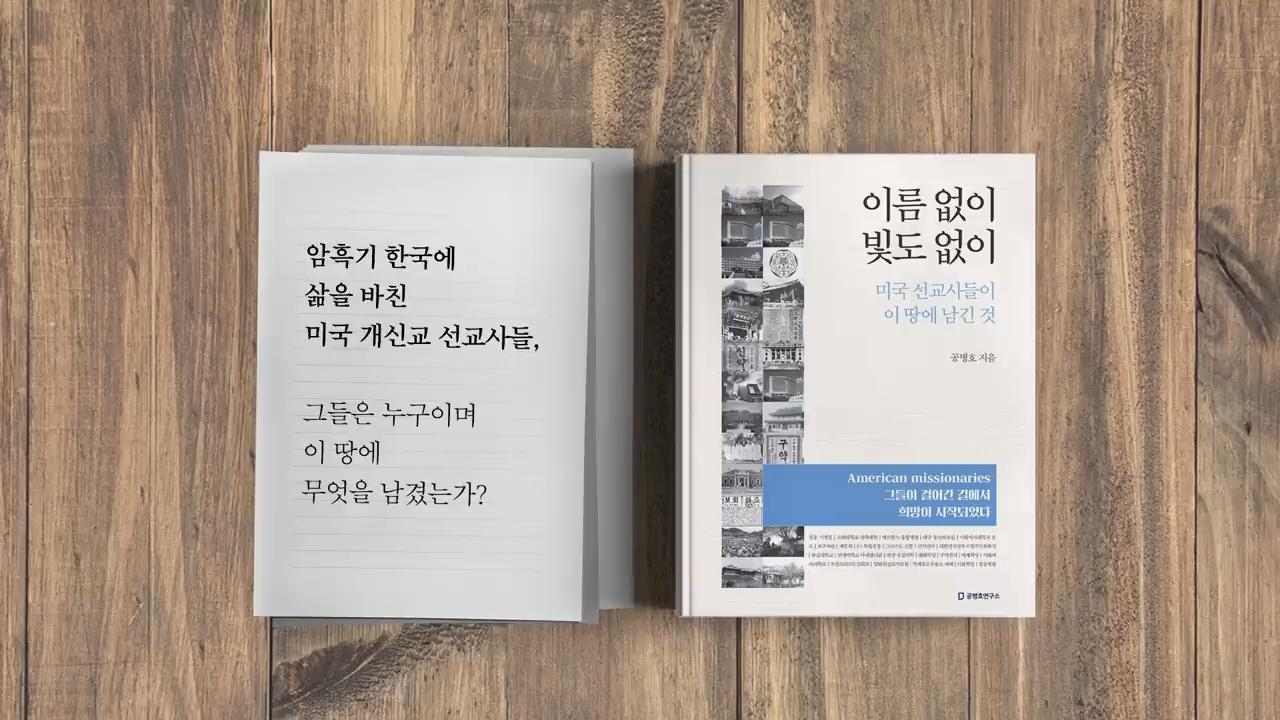 암흑기 한국에
삶을 바친
미국 개신교 선교사들,
그들은 누구이며
이 땅에
무엇을 남겼는가?
이름 없이
빛도 없이
미국 선교사들이
이 땅에 남긴 것
공병호 지음
신약
구약
American missionaries
그들이 걸어간 길에서
희망이 시작되었다
공병호연구소